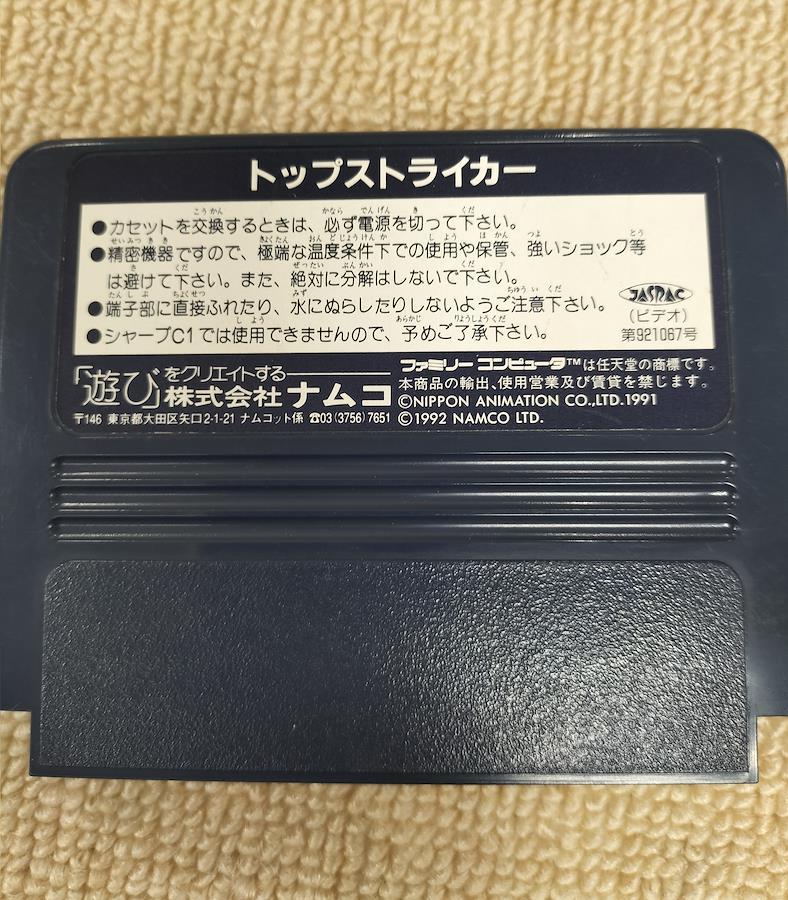 トップストライカー
●カセットを交換するときは、必ず電源を切って下さい。
●精密機器ですので、極端な温度条件下での使用や保管、強いショック等
は避けて下さい。また、絶対に分解はしないで下さい。
●端子部に直接ふれたり、水にぬらしたりしないようご注意下さい。
●シャープC1では使用できませんので、予めご了承下さい。
JASRAC
(ビデオ)
第921067号
「遊び」をクリエイトする
株式会社 ナムコ
〒146 東京都大田区矢口2-1-21 ナムコット係 ☎03(3756)7651
ファミリーコンピュータ™は任天堂の商標です。
本商品の輸出、使用営業及び賃貸を禁じます。
©NIPPON ANIMATION CO.,LTD.1991
©1992 NAMCO LTD.